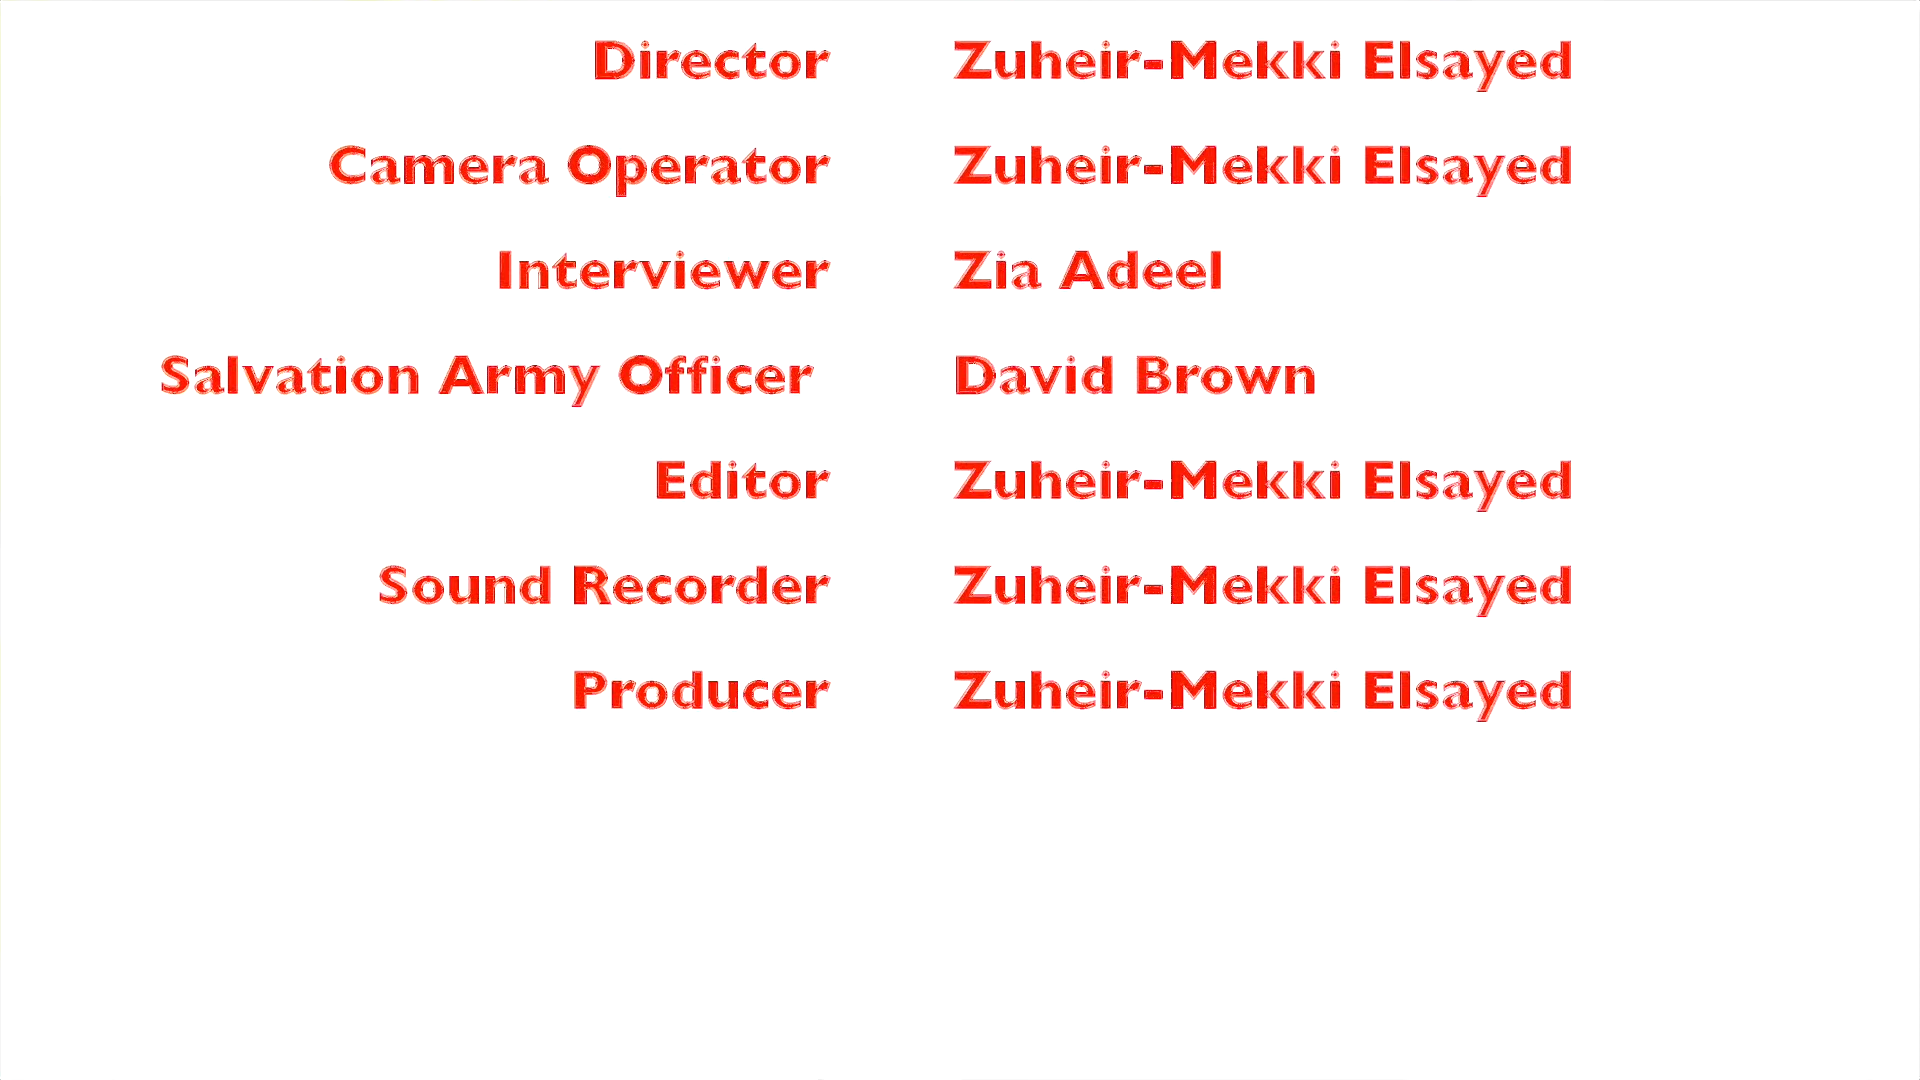 Director Zuheir-Mekki Elsayed
Camera Operator Zuheir-Mekki Elsayed
Interviewer Zia Adeel
Salvation Army Officer David Brown
Editor Zuheir-Mekki Elsayed
Sound Recorder Zuheir-Mekki Elsayed
Producer Zuheir-Mekki Elsayed